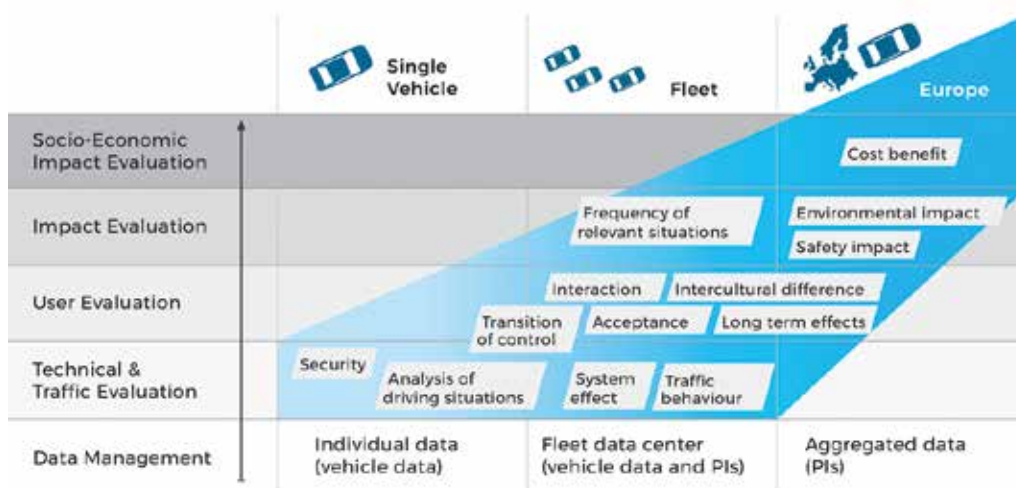 Single
Vehicle
Fleet
Europe
Socio-Economic
Impact Evaluation
Cost benefit
Impact Evaluation
Frequency of
relevant situations
Environmental impact
Safety impact
User Evaluation
Interaction
Intercultural difference
Transition
of control
Acceptance
Long term effects
Technical &
Traffic Evaluation
Security
Analysis of
driving situations
System
effect
Traffic
behaviour
Data Management
Individual data
(vehicle data)
Fleet data center
(vehicle data and PIs)
Aggregated data
(PIs)